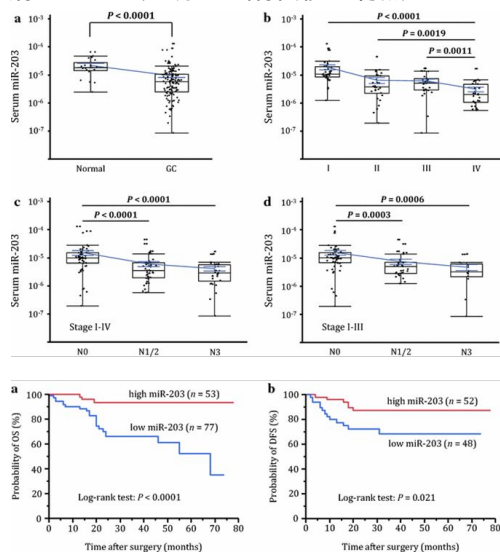 a
P < 0.0001
Serum miR-203
10-3
10-4
10-5
10-6
10-7
Normal
GC
b
P < 0.0001
P = 0.0019
P = 0.0011
Serum miR-203
10-3
10-4
10-5
10-6
10-7
I
II
III
IV
c
P < 0.0001
P < 0.0001
Serum miR-203
10-3
10-4
10-5
10-6
10-7
Stage I-IV
N0
N1/2
N3
d
P = 0.0006
P = 0.0003
Serum miR-203
10-3
10-4
10-5
10-6
10-7
Stage I-III
N0
N1/2
N3
a
Probability of OS (%)
100
80
60
40
20
0
high miR-203 (n = 53)
low miR-203 (n = 77)
Log-rank test: P < 0.0001
0 10 20 30 40 50 60 70 80
Time after surgery (months)
b
Probability of DFS (%)
100
80
60
40
20
0
high miR-203 (n = 52)
low miR-203 (n = 48)
Log-rank test: P = 0.021
0 10 20 30 40 50 60 70 80
Time after surgery (months)